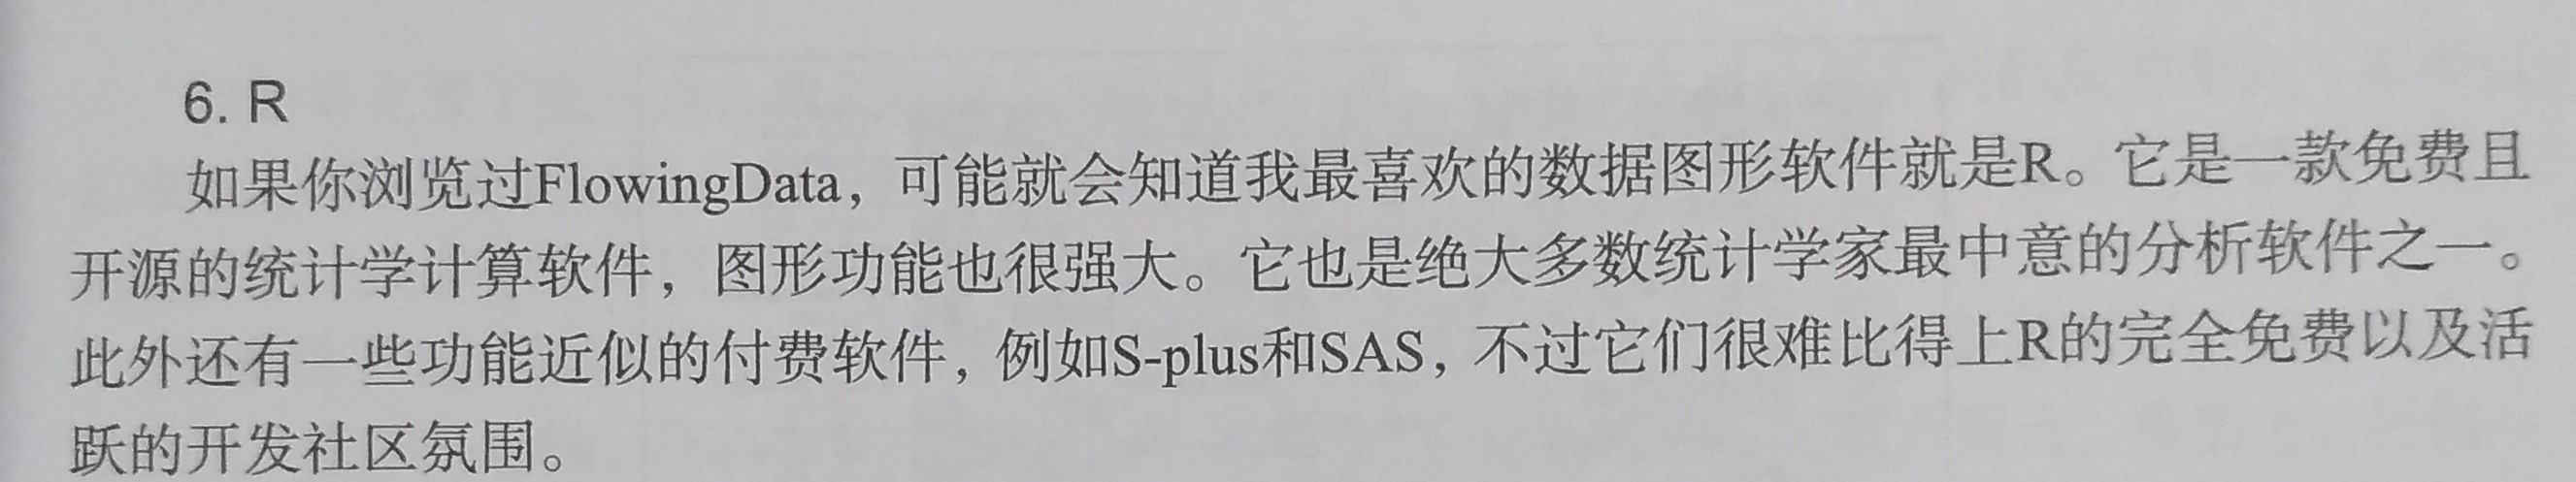 6. R
如果你浏览过FlowingData，可能就会知道我最喜欢的数据图形软件就是R。它是一款免费且
开源的统计学计算软件，图形功能也很强大。它也是绝大多数统计学家最中意的分析软件之一。
此外还有一些功能近似的付费软件，例如S-plus和SAS，不过它们很难比得上R的完全免费以及活
跃的开发社区氛围。